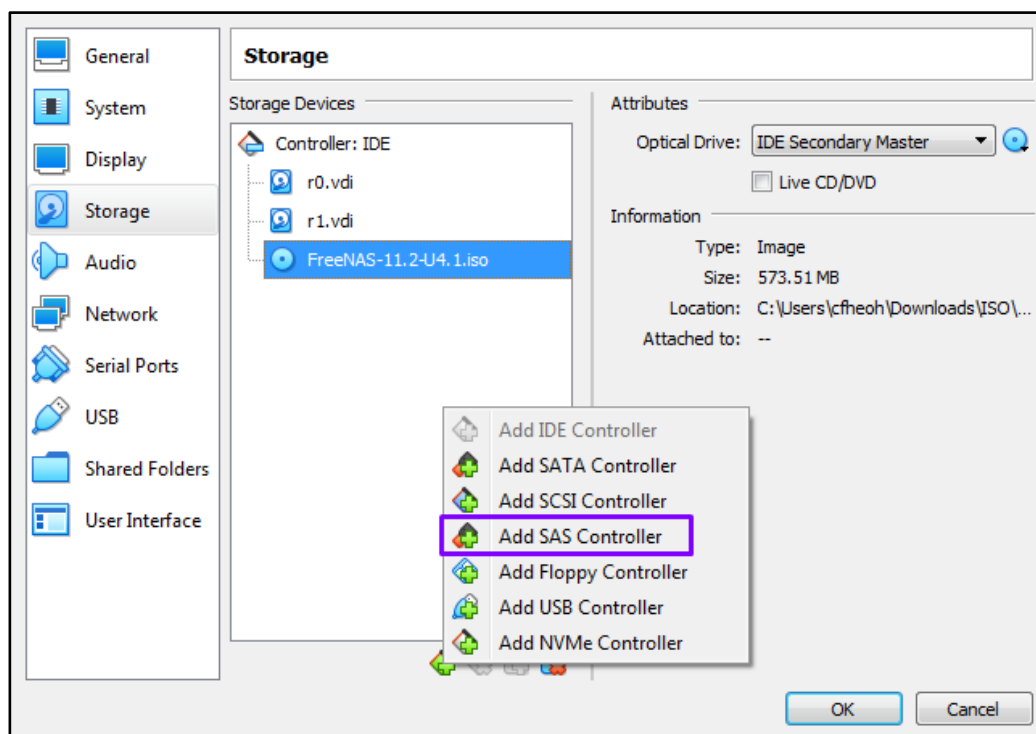 General
System
Display
Storage
Audio
Network
Serial Ports
USB
Shared Folders
User Interface
Storage
Storage Devices
Controller: IDE
r0.vdi
r1.vdi
FreeNAS-11.2-U4.1.iso
Attributes
Optical Drive: IDE Secondary Master
Live CD/DVD
Information
Type: Image
Size: 573.51 MB
Location: C:\Users\cfheoh\Downloads\ISO\...
Attached to: --
Add IDE Controller
Add SATA Controller
Add SCSI Controller
Add SAS Controller
Add Floppy Controller
Add USB Controller
Add NVMe Controller
OK
Cancel